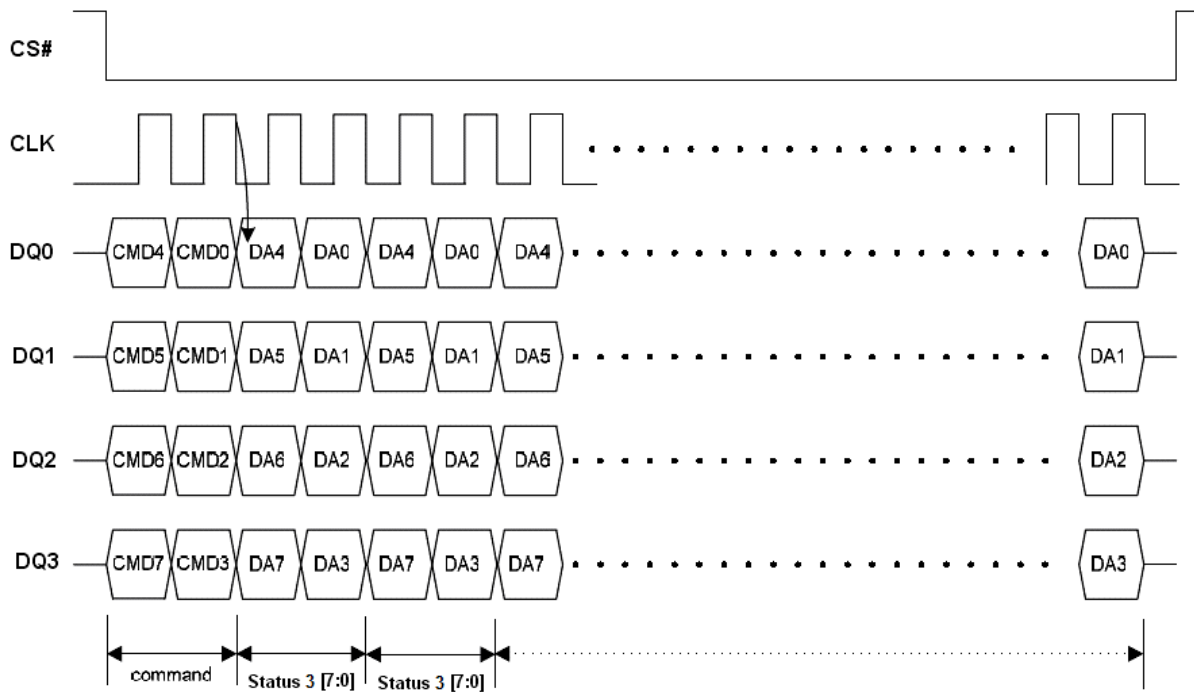 CS#
CLK
DQ0 CMD4 CMD0 DA4 DA0 DA4 DA0 DA4 DA0
DQ1 CMD5 CMD1 DA5 DA1 DA5 DA1 DA5 DA1
DQ2 CMD6 CMD2 DA6 DA2 DA6 DA2 DA6 DA2
DQ3 CMD7 CMD3 DA7 DA3 DA7 DA3 DA7 DA3
command Status 3 [7:0] Status 3 [7:0]